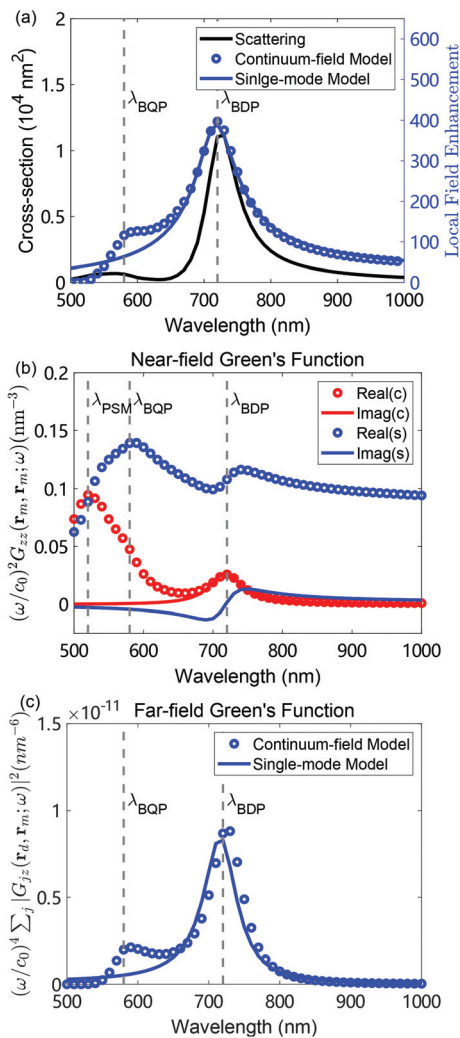 (a)
Scattering
Continuum-field Model
Sinlge-mode Model
λBQP
λBDP
Cross-section (10⁴ nm²)
2
1.5
1
0.5
0
600
500
400
300
200
100
0
Local Field Enhancement
500 600 700 800 900 1000
Wavelength (nm)
(b) Near-field Green's Function
Real(c)
Imag(c)
Real(s)
Imag(s)
λPSM
λBQP
λBDP
(ω/c₀)²Gzz(rm, rm; ω)(nm⁻³)
0.2
0.15
0.1
0.05
0
500 600 700 800 900 1000
Wavelength (nm)
×10⁻¹¹
(c) Far-field Green's Function
Continuum-field Model
Single-mode Model
λBQP
λBDP
(ω/c₀)⁴ ∑j |Gjz(rd, rm; ω)|²(nm⁻⁶)
1.5
1
0.5
0
500 600 700 800 900 1000
Wavelength (nm)